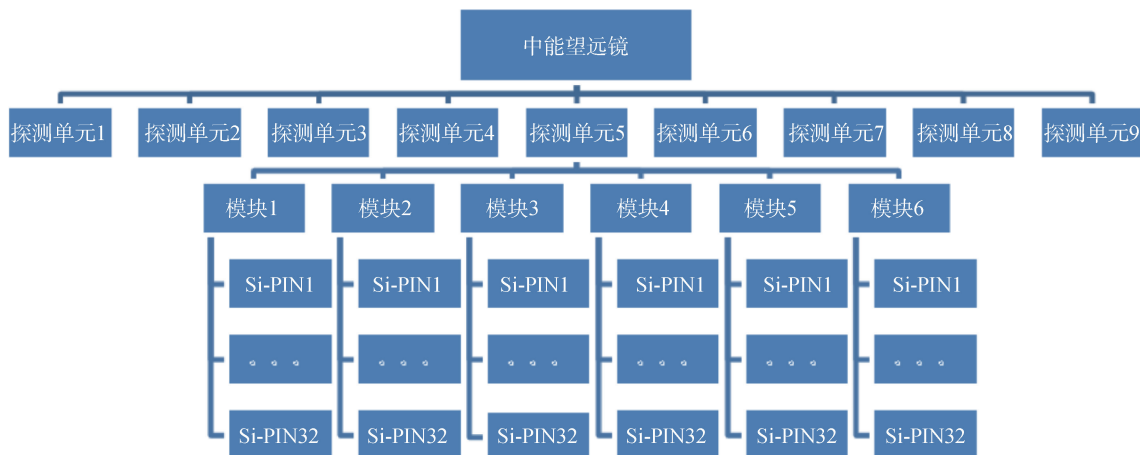 中能望远镜
探测单元1 探测单元2 探测单元3 探测单元4 探测单元5 探测单元6 探测单元7 探测单元8 探测单元9
模块1 模块2 模块3 模块4 模块5 模块6
Si-PIN1 Si-PIN1 Si-PIN1 Si-PIN1 Si-PIN1 Si-PIN1
。。。 。。。 。。。 。。。 。。。 。。。
Si-PIN32 Si-PIN32 Si-PIN32 Si-PIN32 Si-PIN32 Si-PIN32